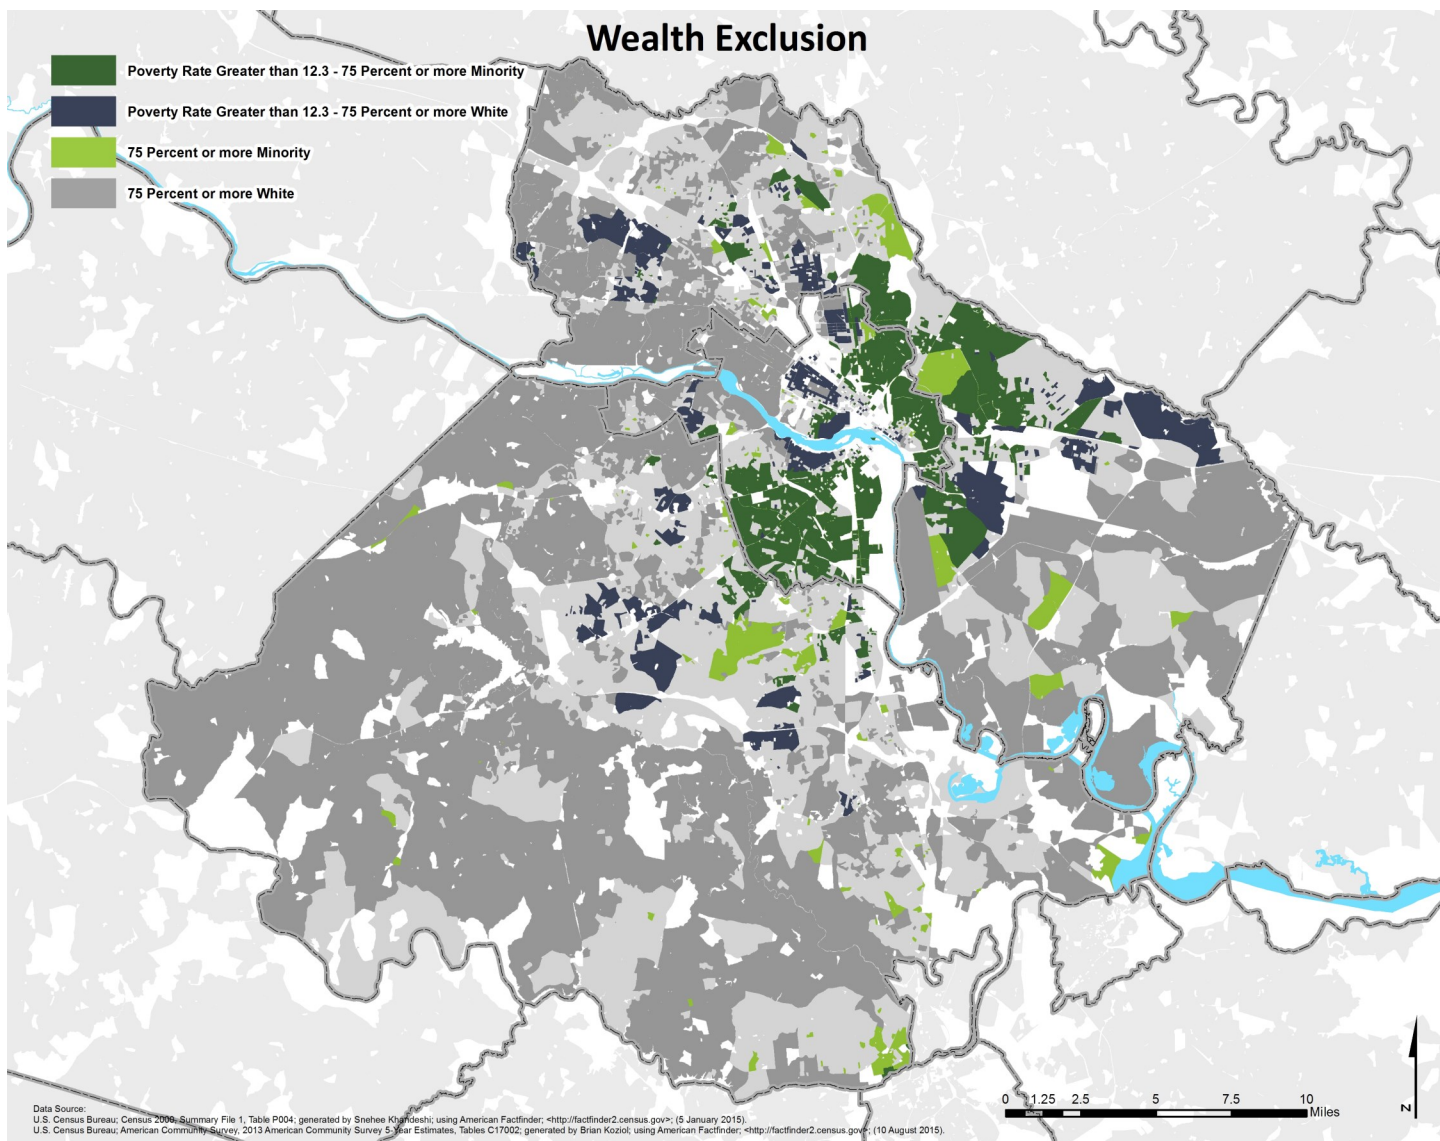 Wealth Exclusion
Poverty Rate Greater than 12.3 - 75 Percent or more Minority
Poverty Rate Greater than 12.3 - 75 Percent or more White
75 Percent or more Minority
75 Percent or more White
0 1.25 2.5 5 7.5 10
Miles
N
Data Source:
U.S. Census Bureau; Census 2000, Summary File 1, Table P004; generated by Snehee Khandeshi; using American Factfinder; <http://factfinder2.census.gov>; (5 January 2015).
U.S. Census Bureau; American Community Survey, 2013 American Community Survey 5-Year Estimates, Tables C17002; generated by Brian Koziol; using American Factfinder; <http://factfinder2.census.gov>; (10 August 2015).